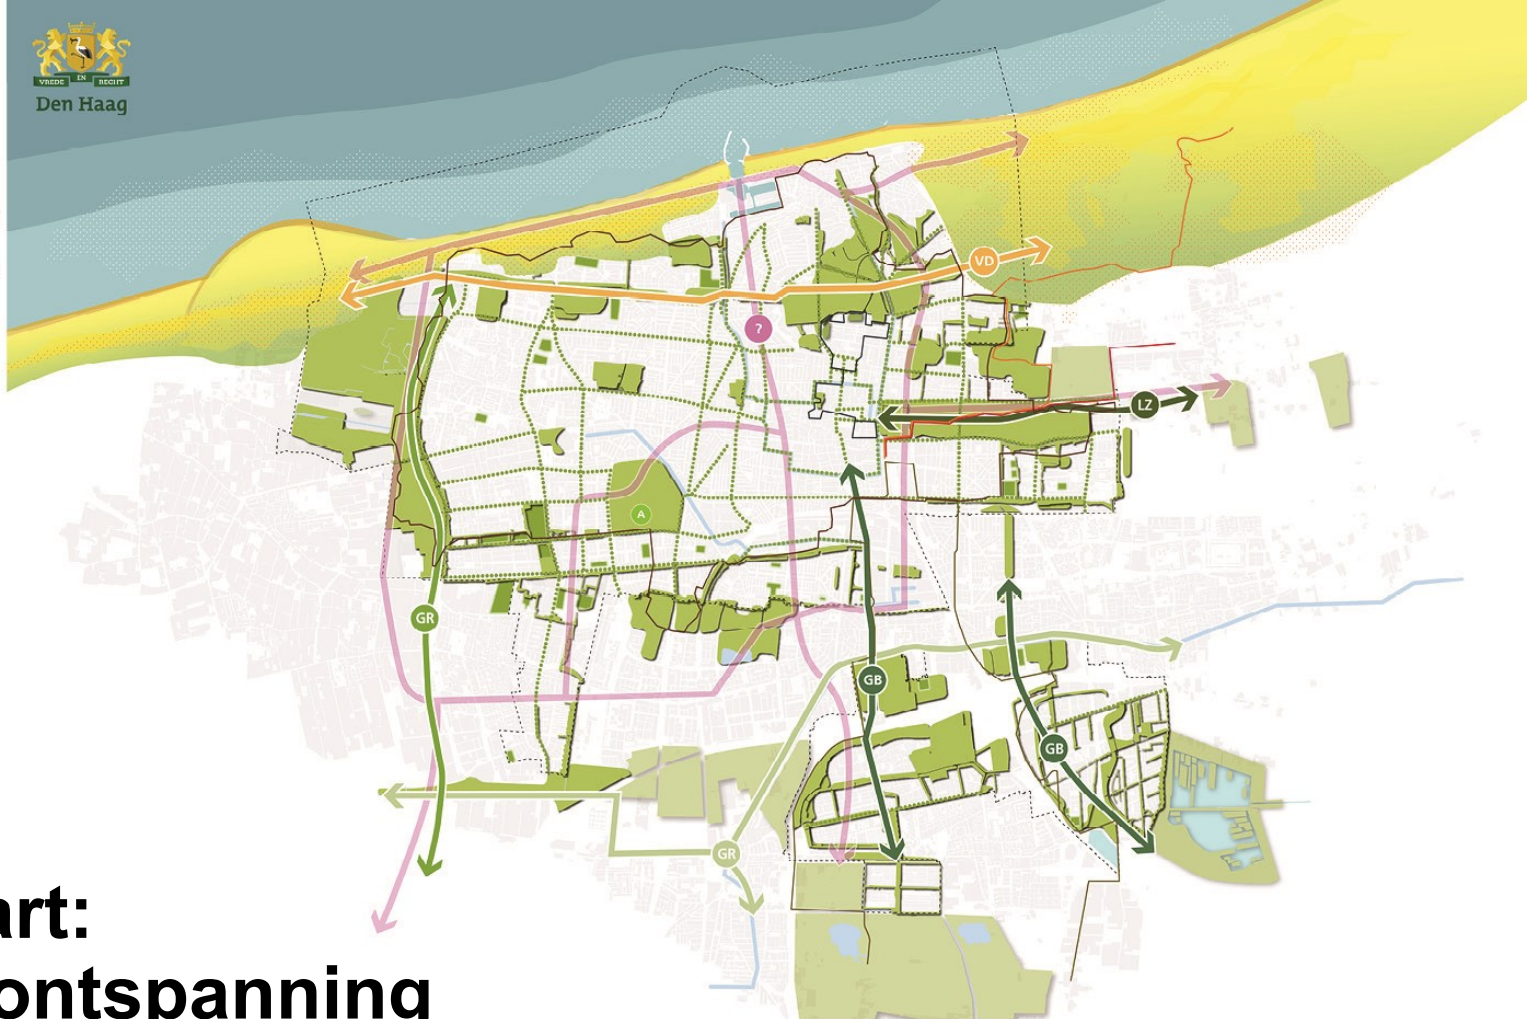 VREDE EN RECHT
Den Haag
VD
?
LZ
A
GR
GB
GB
GR
art:
ontspanning